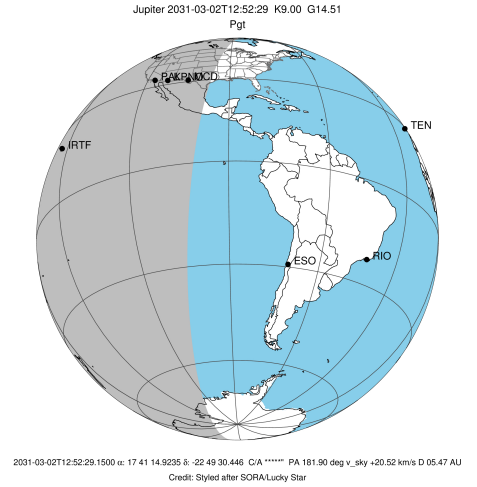 Jupiter 2031-03-02T12:52:29 K9.00 G14.51
Pgt
MCD
TEN
IRTF
ESO
RIO
2031-03-02T12:52:29.1500 α: 17 41 14.9235 δ: -22 49 30.446 C/A *****" PA 181.90 deg v_sky +20.52 km/s D 05.47 AU
Credit: Styled after SORA/Lucky Star